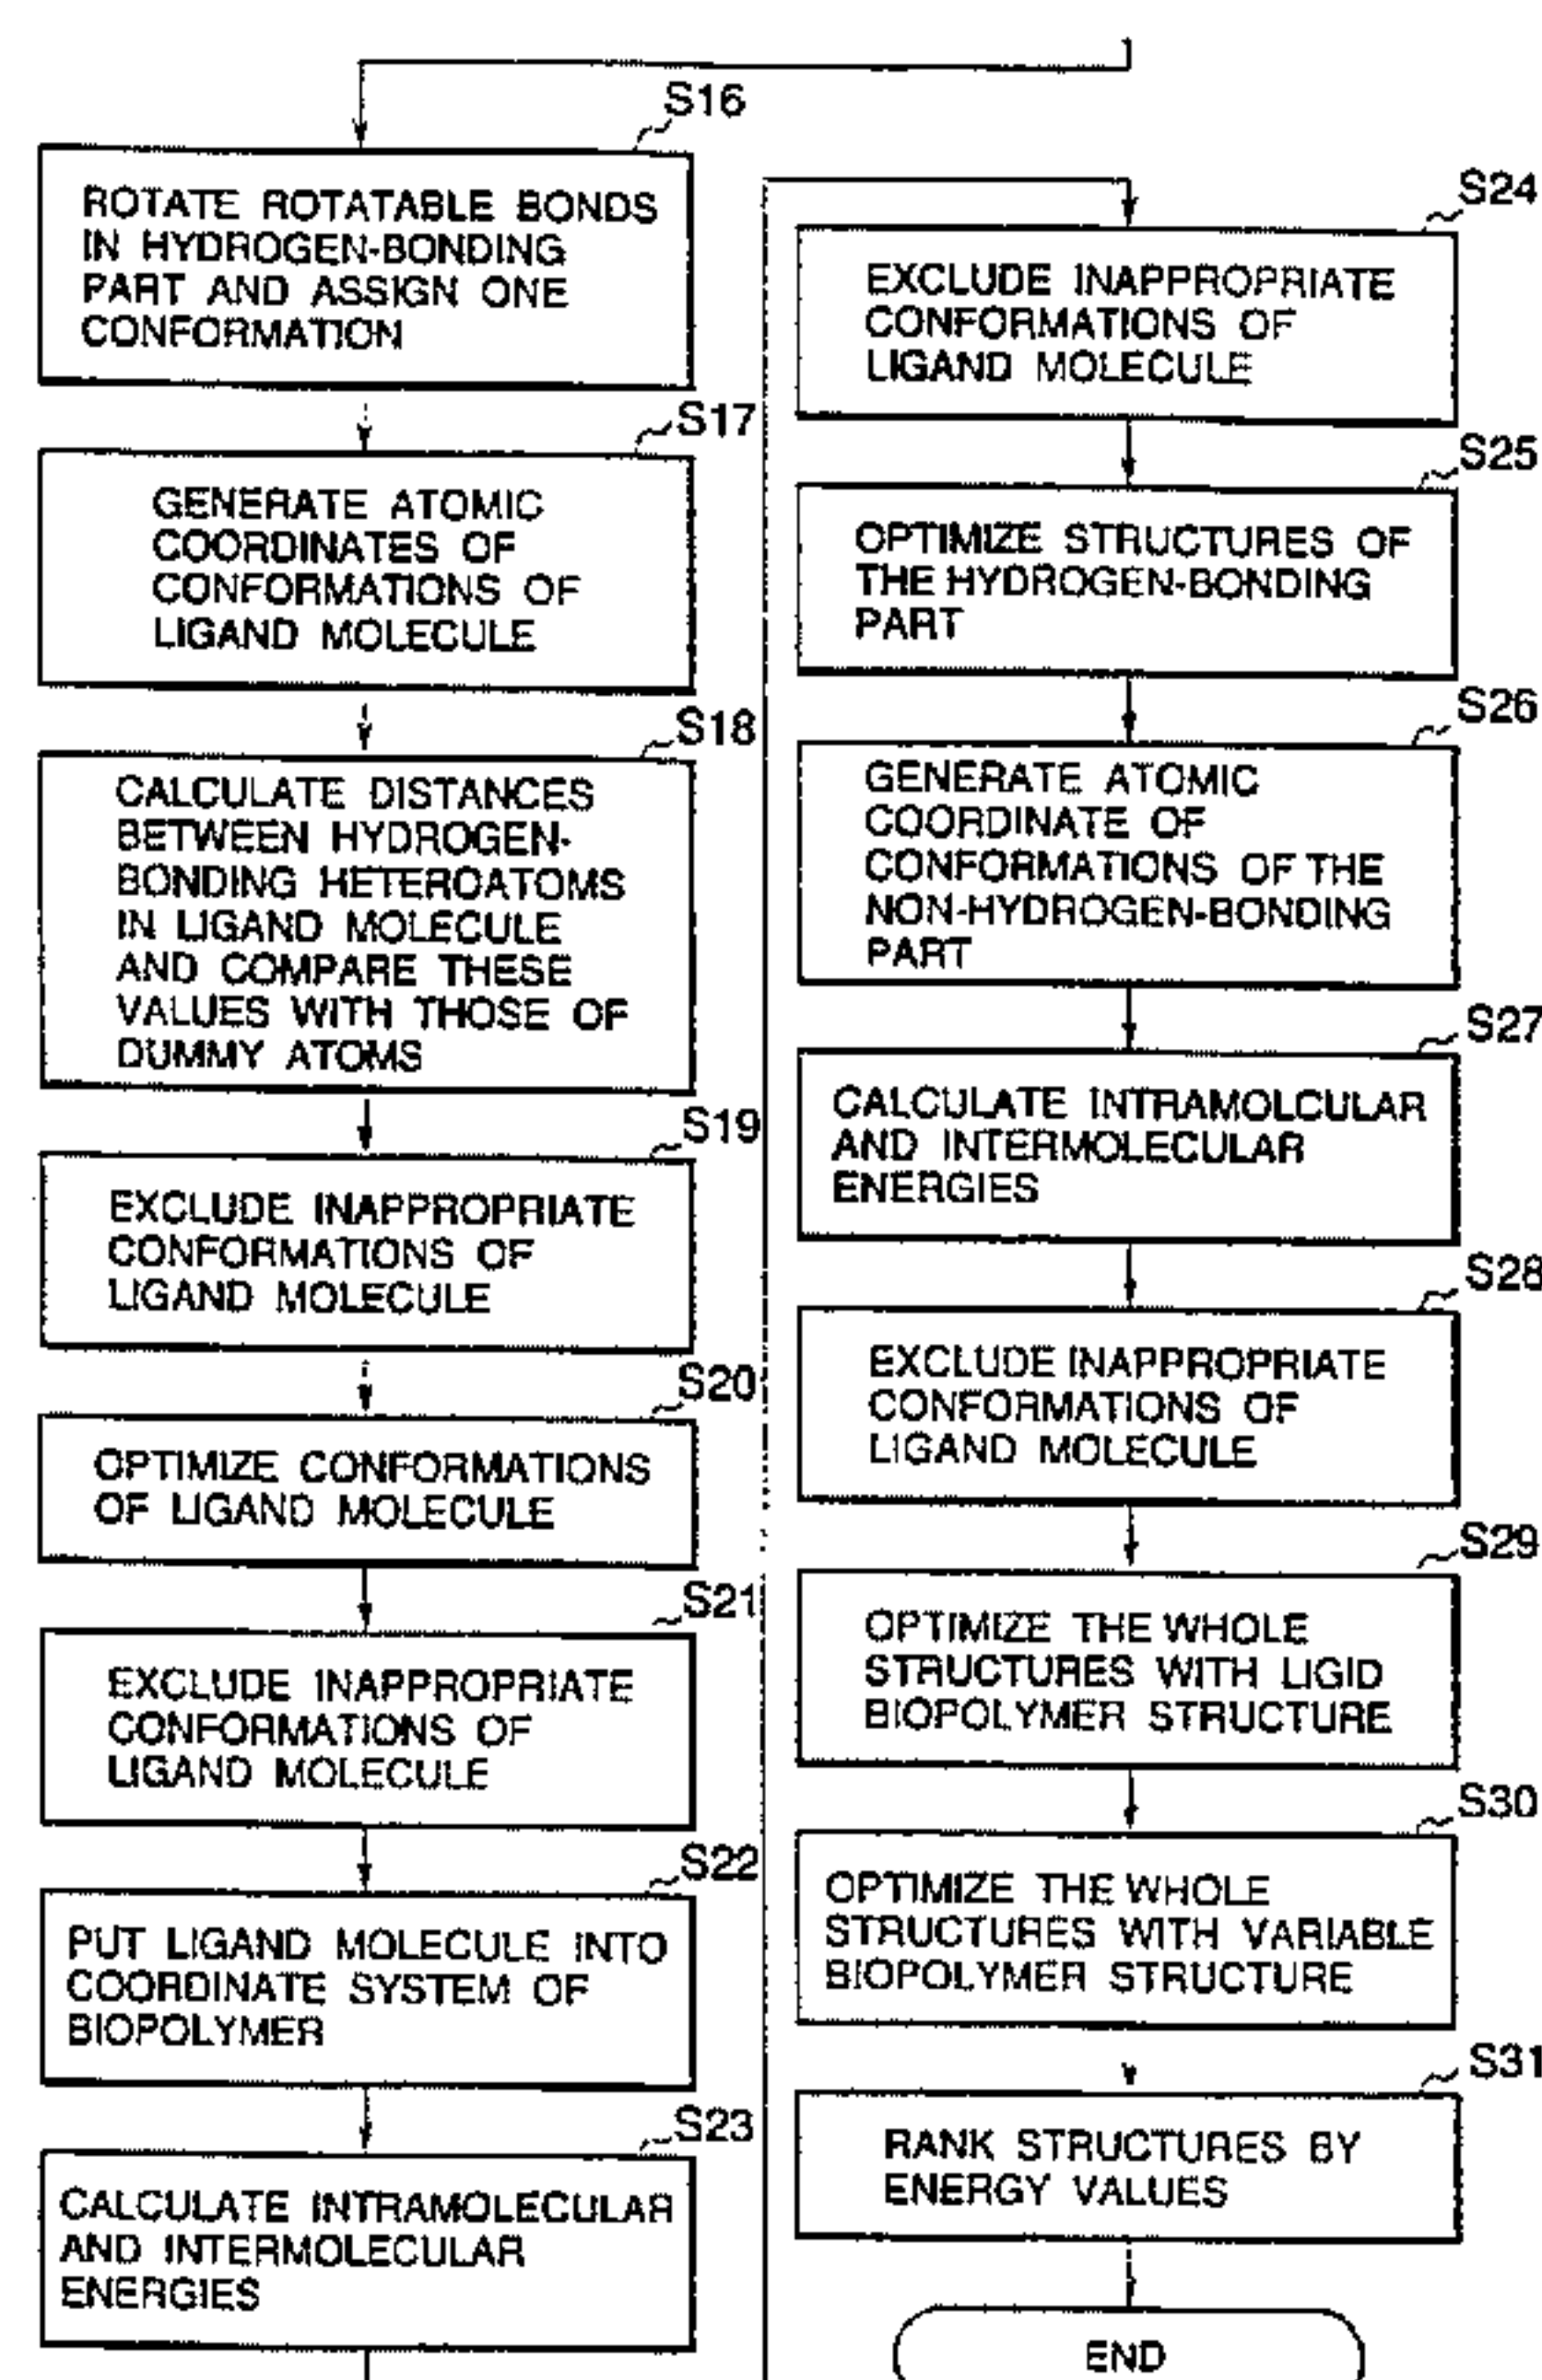 S16
ROTATE ROTATABLE BONDS
IN HYDROGEN-BONDING
PART AND ASSIGN ONE
CONFORMATION
S17
GENERATE ATOMIC
COORDINATES OF
CONFORMATIONS OF
LIGAND MOLECULE
S18
CALCULATE DISTANCES
BETWEEN HYDROGEN-
BONDING HETEROATOMS
IN LIGAND MOLECULE
AND COMPARE THESE
VALUES WITH THOSE OF
DUMMY ATOMS
S19
EXCLUDE INAPPROPRIATE
CONFORMATIONS OF
LIGAND MOLECULE
S20
OPTIMIZE CONFORMATIONS
OF LIGAND MOLECULE
S21
EXCLUDE INAPPROPRIATE
CONFORMATIONS OF
LIGAND MOLECULE
S22
PUT LIGAND MOLECULE INTO
COORDINATE SYSTEM OF
BIOPOLYMER
S23
CALCULATE INTRAMOLECULAR
AND INTERMOLECULAR
ENERGIES
S24
EXCLUDE INAPPROPRIATE
CONFORMATIONS OF
LIGAND MOLECULE
S25
OPTIMIZE STRUCTURES OF
THE HYDROGEN-BONDING
PART
S26
GENERATE ATOMIC
COORDINATE OF
CONFORMATIONS OF THE
NON-HYDROGEN-BONDING
PART
S27
CALCULATE INTRAMOLCULAR
AND INTERMOLECULAR
ENERGIES
S28
EXCLUDE INAPPROPRIATE
CONFORMATIONS OF
LIGAND MOLECULE
S29
OPTIMIZE THE WHOLE
STRUCTURES WITH LIGID
BIOPOLYMER STRUCTURE
S30
OPTIMIZE THE WHOLE
STRUCTURES WITH VARIABLE
BIOPOLYMER STRUCTURE
S31
RANK STRUCTURES BY
ENERGY VALUES
END